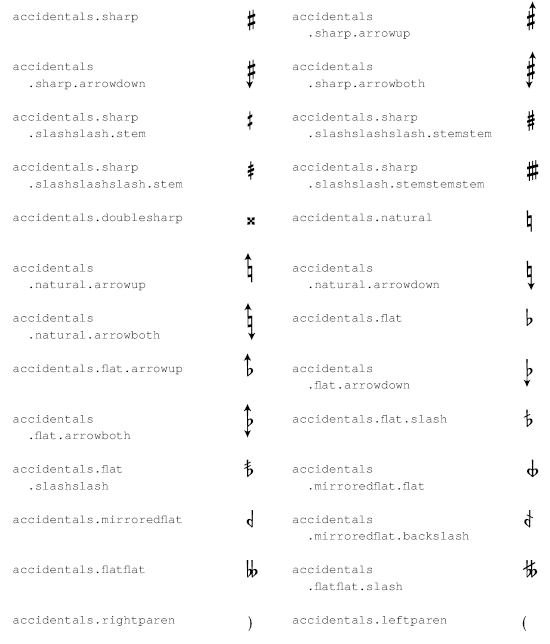 accidentals.sharp
accidentals
.sharp.arrowup
accidentals
.sharp.arrowdown
accidentals
.sharp.arrowboth
accidentals.sharp
.slashslash.stem
accidentals.sharp
.slashslashslash.stemstem
accidentals.sharp
.slashslashslash.stem
accidentals.sharp
.slashslash.stemstemstem
accidentals.doublesharp
accidentals.natural
accidentals
.natural.arrowup
accidentals
.natural.arrowdown
accidentals
.natural.arrowboth
accidentals.flat
accidentals.flat.arrowup
accidentals
.flat.arrowdown
accidentals
.flat.arrowboth
accidentals.flat.slash
accidentals.flat
.slashslash
accidentals
.mirroredflat.flat
accidentals.mirroredflat
accidentals
.mirroredflat.backslash
accidentals.flatflat
accidentals
.flatflat.slash
accidentals.rightparen )
accidentals.leftparen (